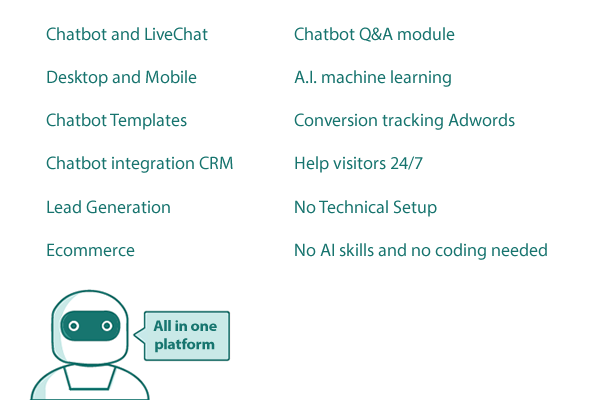 Chatbot and LiveChat
Desktop and Mobile
Chatbot Templates
Chatbot integration CRM
Lead Generation
Ecommerce
Chatbot Q&A module
A.I. machine learning
Conversion tracking Adwords
Help visitors 24/7
No Technical Setup
No AI skills and no coding needed
All in one
platform